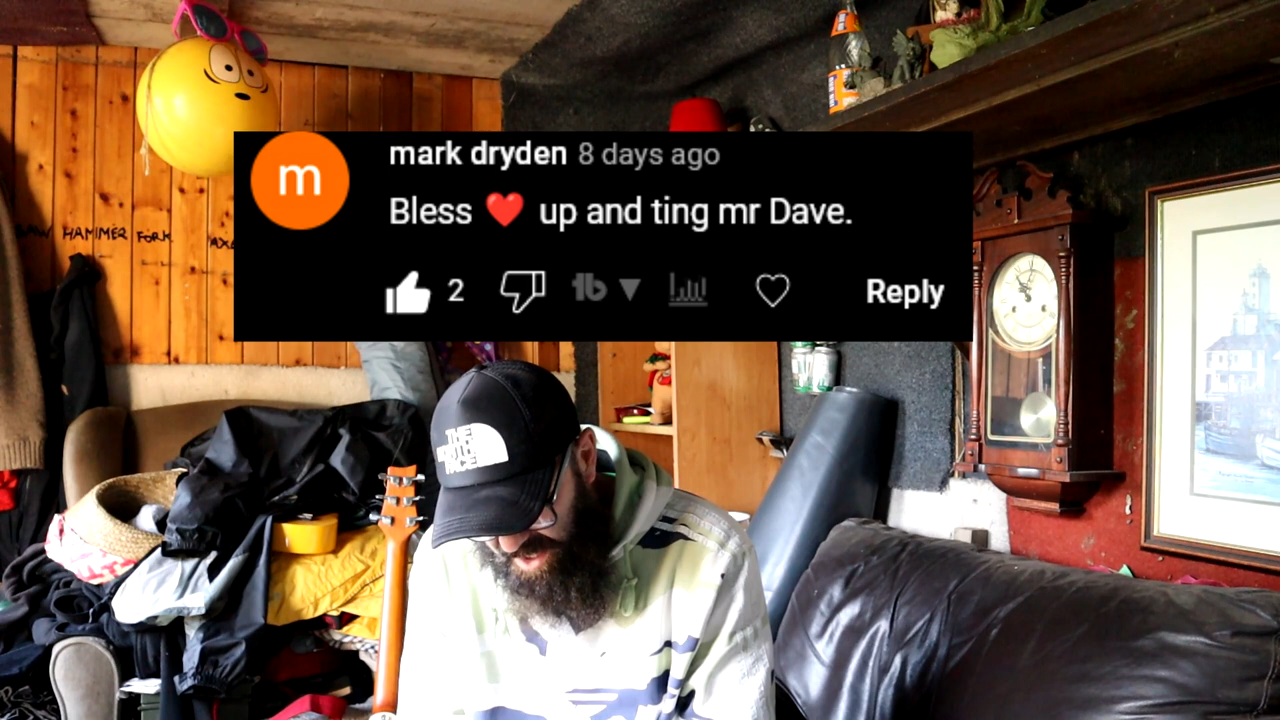 mark dryden 8 days ago
Bless ❤️ up and ting mr Dave.
2
Reply
m
HAMMER FORK
THE
NORTH
FACE